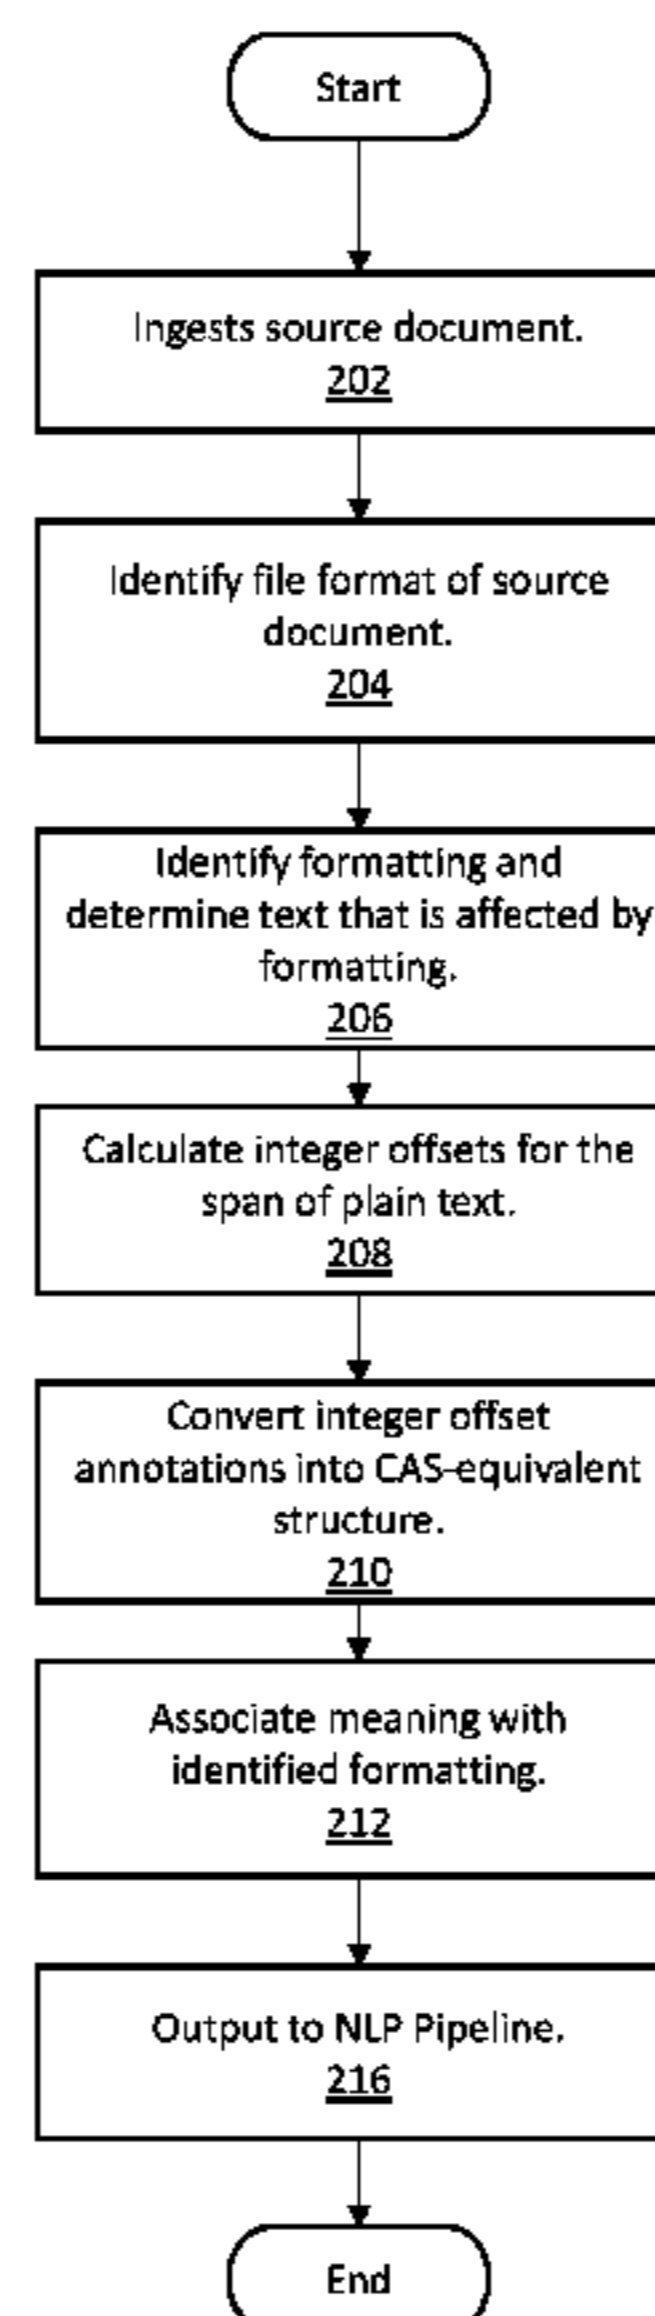 Start
Ingests source document.
202
Identify file format of source
document.
204
Identify formatting and
determine text that is affected by
formatting.
206
Calculate integer offsets for the
span of plain text.
208
Convert integer offset
annotations into CAS-equivalent
structure.
210
Associate meaning with
identified formatting.
212
Output to NLP Pipeline.
216
End